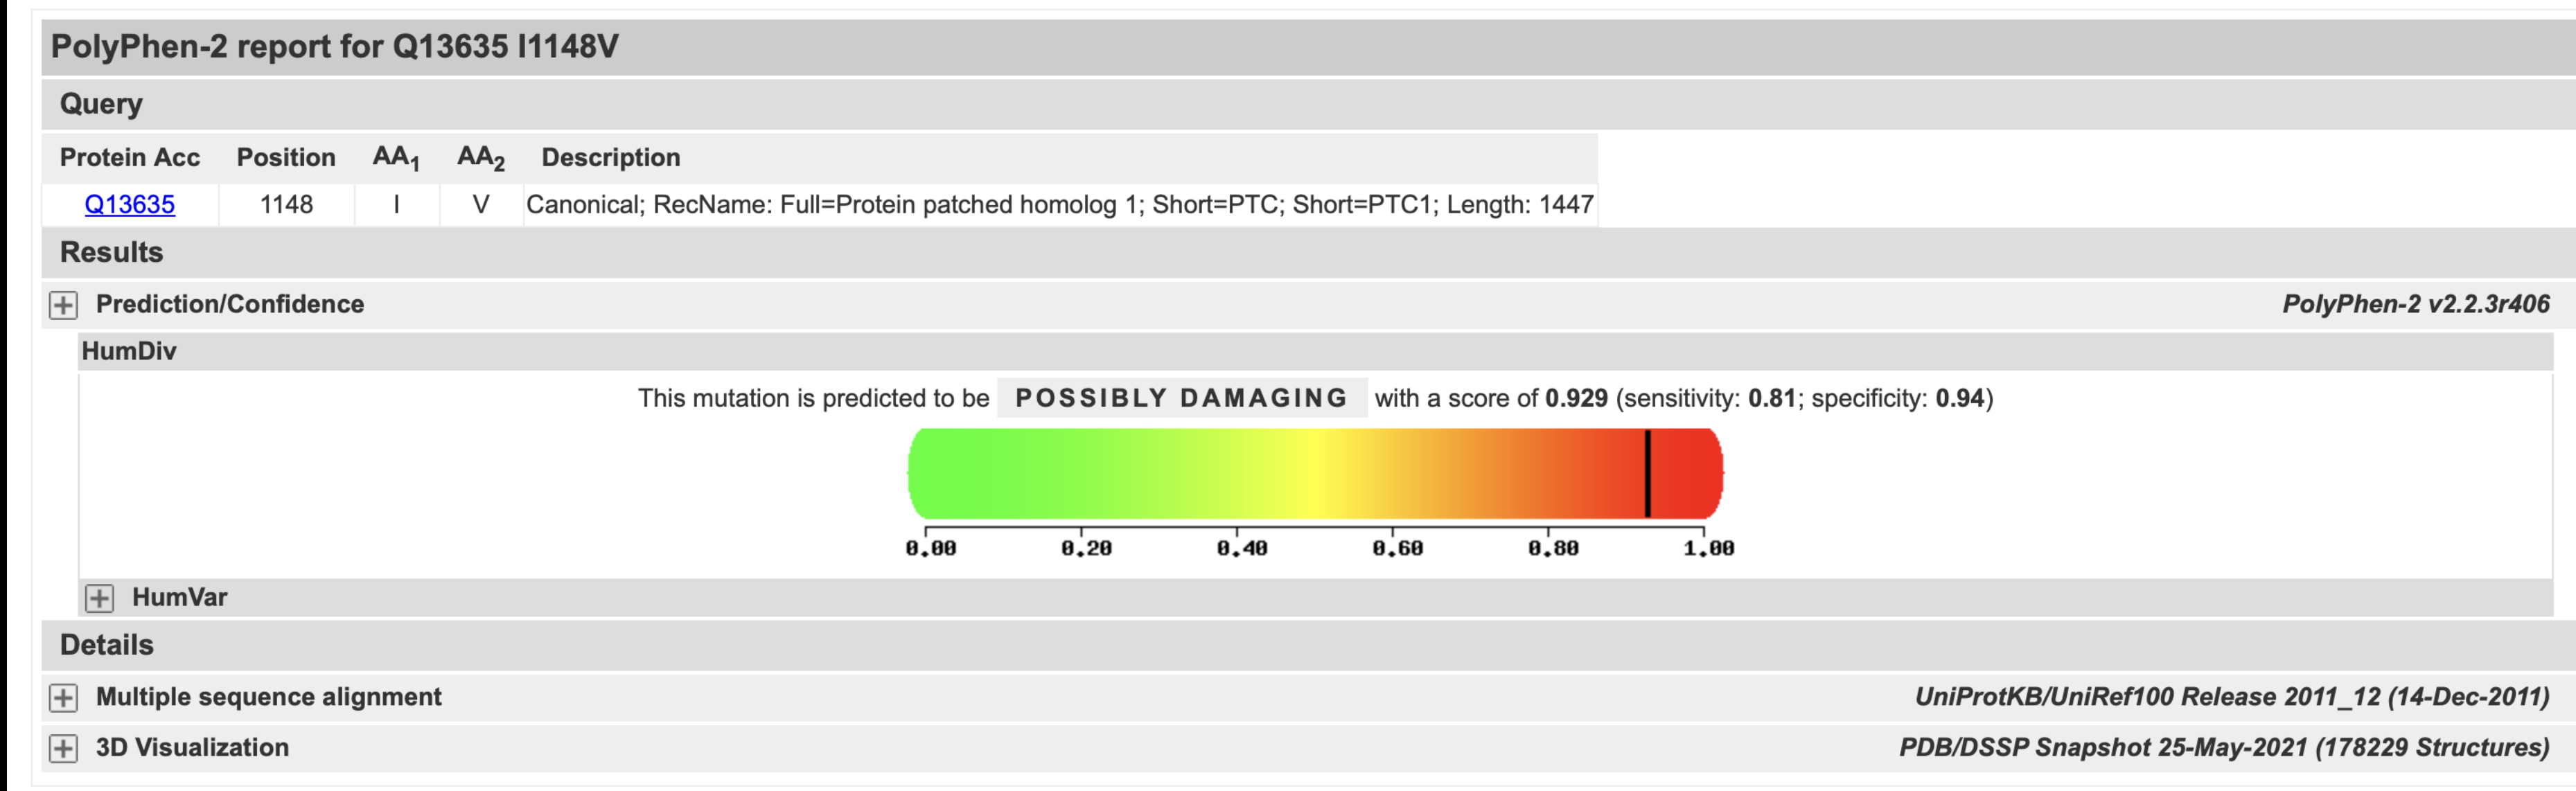 PolyPhen-2 report for Q13635 I1148V
Query
Protein Acc Position AA1 AA2 Description
Q13635 1148 I V Canonical; RecName: Full=Protein patched homolog 1; Short=PTC; Short=PTC1; Length: 1447
Results
Prediction/Confidence PolyPhen-2 v2.2.3r406
HumDiv
This mutation is predicted to be POSSIBLY DAMAGING with a score of 0.929 (sensitivity: 0.81; specificity: 0.94)
0.00 0.20 0.40 0.60 0.80 1.00
HumVar
Details
Multiple sequence alignment UniProtKB/UniRef100 Release 2011_12 (14-Dec-2011)
3D Visualization PDB/DSSP Snapshot 25-May-2021 (178229 Structures)